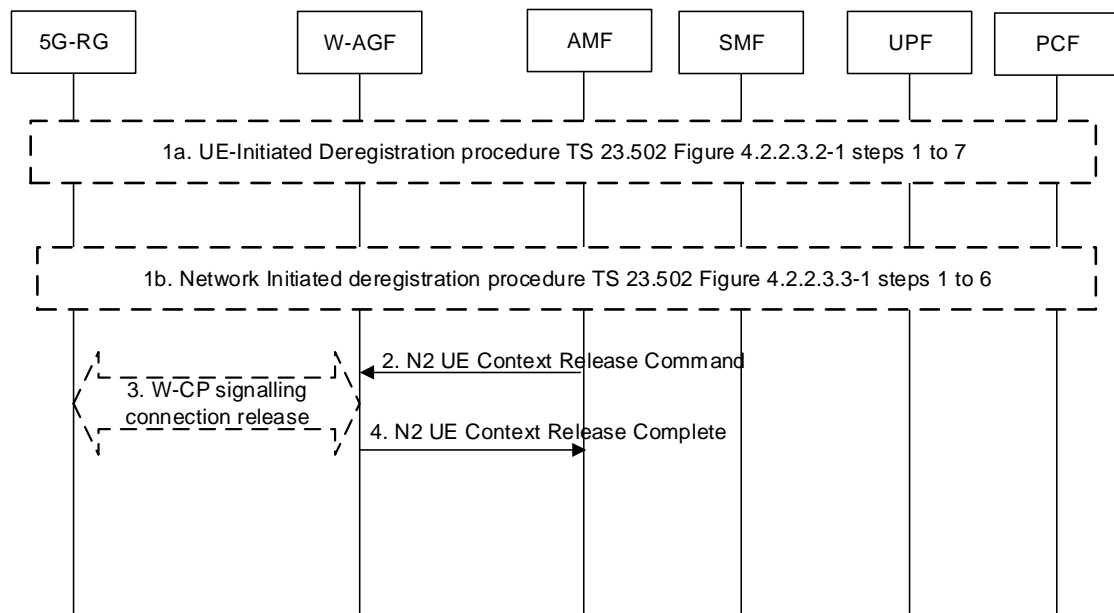 5G-RG
W-AGF
AMF
SMF
UPF
PCF
1a. UE-Initiated Deregistration procedure TS 23.502 Figure 4.2.2.3.2-1 steps 1 to 7
1b. Network Initiated deregistration procedure TS 23.502 Figure 4.2.2.3.3-1 steps 1 to 6
2. N2 UE Context Release Command
3. W-CP signalling
connection release
4. N2 UE Context Release Complete